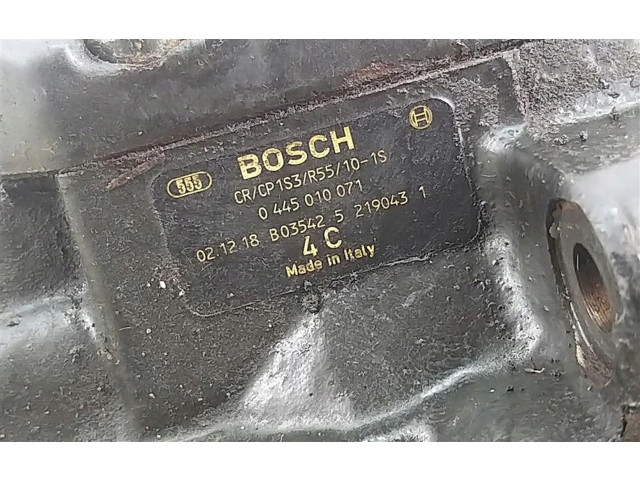 555 BOSCH
CR/CP1S3/R55/10-1S
0 445 010 071
02.12.18 B03542 5 219043 1
4 C
Made in Italy